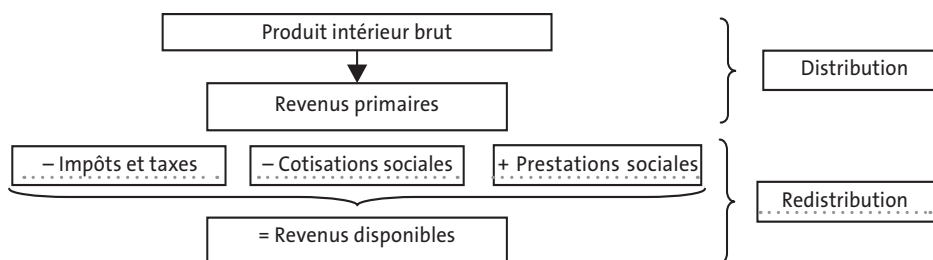 Produit intérieur brut
Distribution
Revenus primaires
– Impôts et taxes
– Cotisations sociales
+ Prestations sociales
Redistribution
= Revenus disponibles